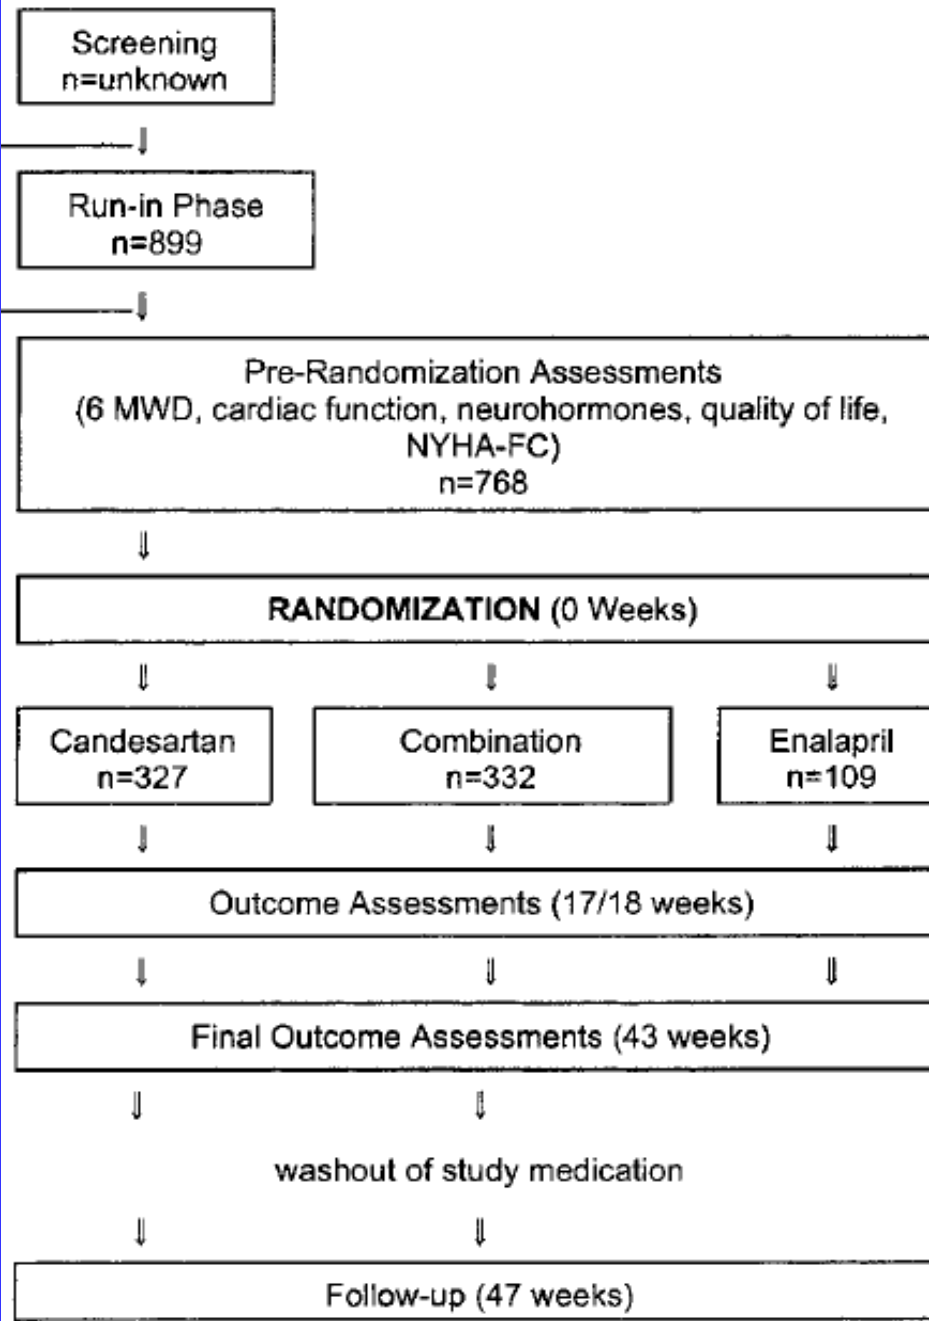 Screening
n=unknown
Run-in Phase
n=899
Pre-Randomization Assessments
(6 MWD, cardiac function, neurohormones, quality of life,
NYHA-FC)
n=768
RANDOMIZATION (0 Weeks)
Candesartan
n=327
Combination
n=332
Enalapril
n=109
Outcome Assessments (17/18 weeks)
Final Outcome Assessments (43 weeks)
washout of study medication
Follow-up (47 weeks)